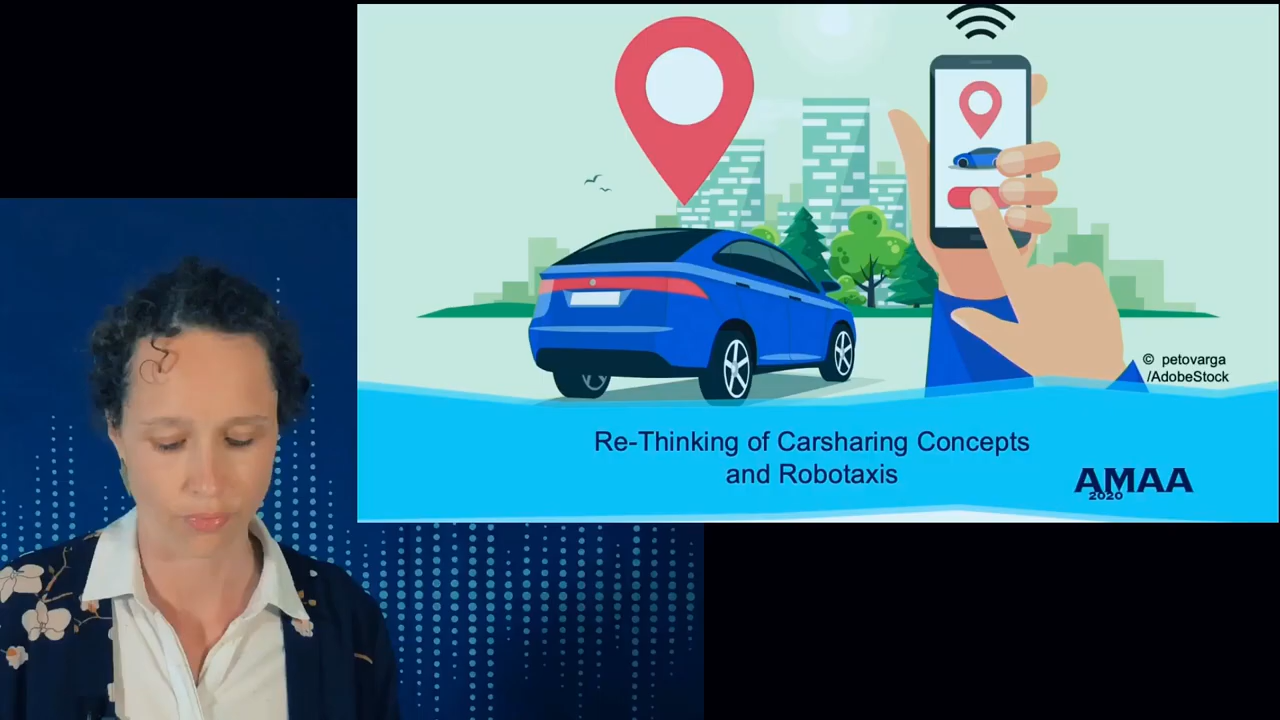 © petovarga
/AdobeStock
Re-Thinking of Carsharing Concepts
and Robotaxis
AMAA
2020